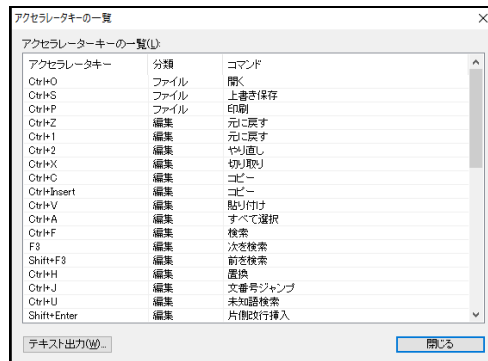 アクセラレータキーの一覧
アクセラレーターキーの一覧(L):
アクセラレータキー 分類 コマンド
Ctrl+O ファイル 開く
Ctrl+S ファイル 上書き保存
Ctrl+P ファイル 印刷
Ctrl+Z 編集 元に戻す
Ctrl+1 編集 元に戻す
Ctrl+2 編集 やり直し
Ctrl+X 編集 切り取り
Ctrl+C 編集 コピー
Ctrl+Insert 編集 コピー
Ctrl+V 編集 貼り付け
Ctrl+A 編集 すべて選択
Ctrl+F 編集 検索
F3 編集 次を検索
Shift+F3 編集 前を検索
Ctrl+H 編集 置換
Ctrl+J 編集 文番号ジャンプ
Ctrl+U 編集 未知語検索
Shift+Enter 編集 片側改行挿入
テキスト出力(W)... 閉じる